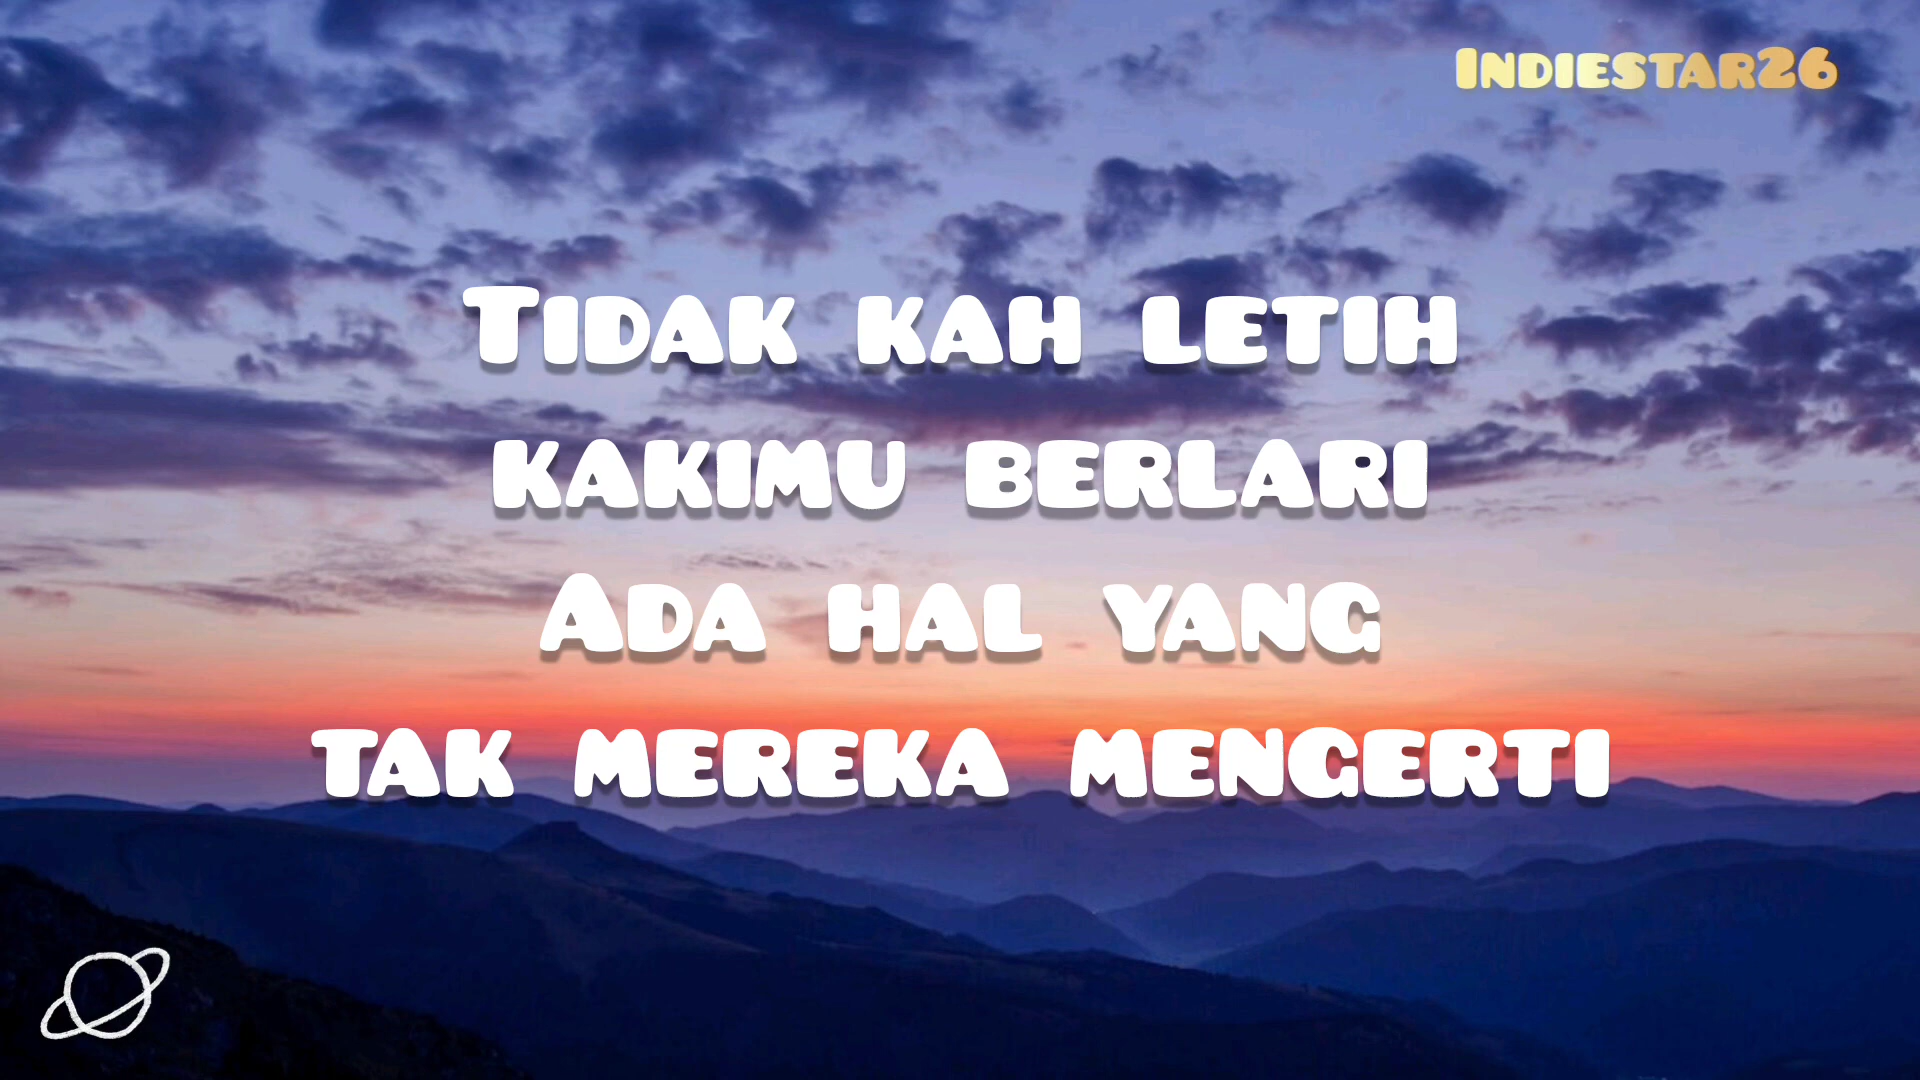 Indiestar26
Tidak kah letih
kakimu berlari
Ada hal yang
tak mereka mengerti